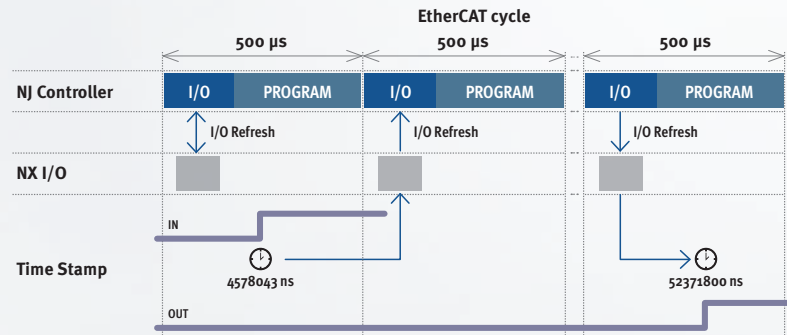 EtherCAT cycle
500 µs 500 µs 500 µs
NJ Controller I/O PROGRAM I/O PROGRAM I/O PROGRAM
I/O Refresh I/O Refresh I/O Refresh
NX I/O
IN
Time Stamp
4578043 ns 52371800 ns
OUT